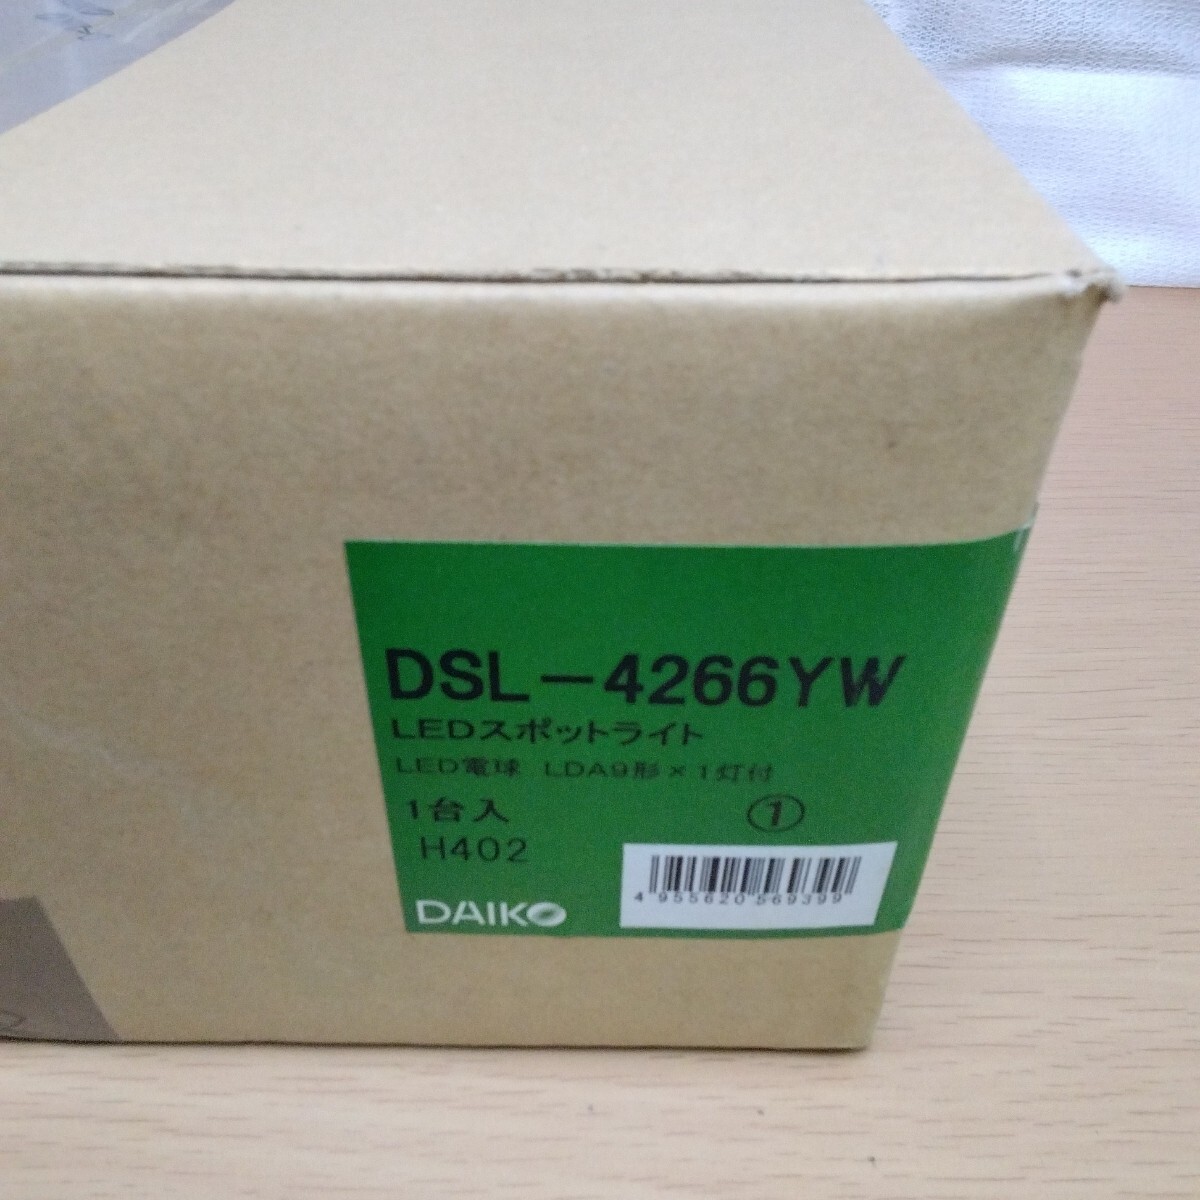 DSL-4266YW
LEDスポットライト
LED電球 LDA9形×1灯付
1台入 ①
H402
4 955620 569399
DAIKO